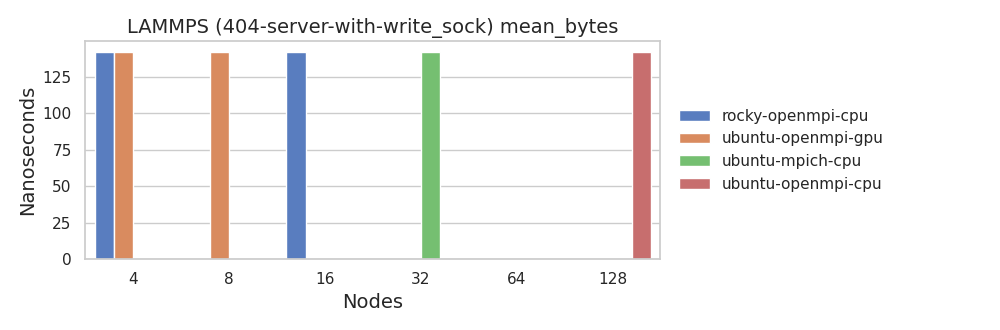 LAMMPS (404-server-with-write_sock) mean_bytes
Nanoseconds
125
100
75
50
25
0
4 8 16 32 64 128
Nodes
rocky-openmpi-cpu
ubuntu-openmpi-gpu
ubuntu-mpich-cpu
ubuntu-openmpi-cpu